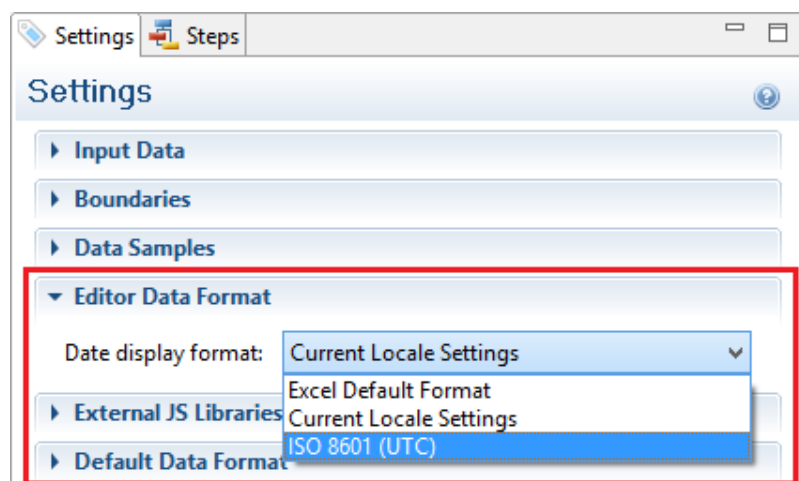 Settings Steps
Settings
Input Data
Boundaries
Data Samples
Editor Data Format
Date display format: Current Locale Settings
Excel Default Format
External JS Libraries Current Locale Settings
ISO 8601 (UTC)
Default Data Format